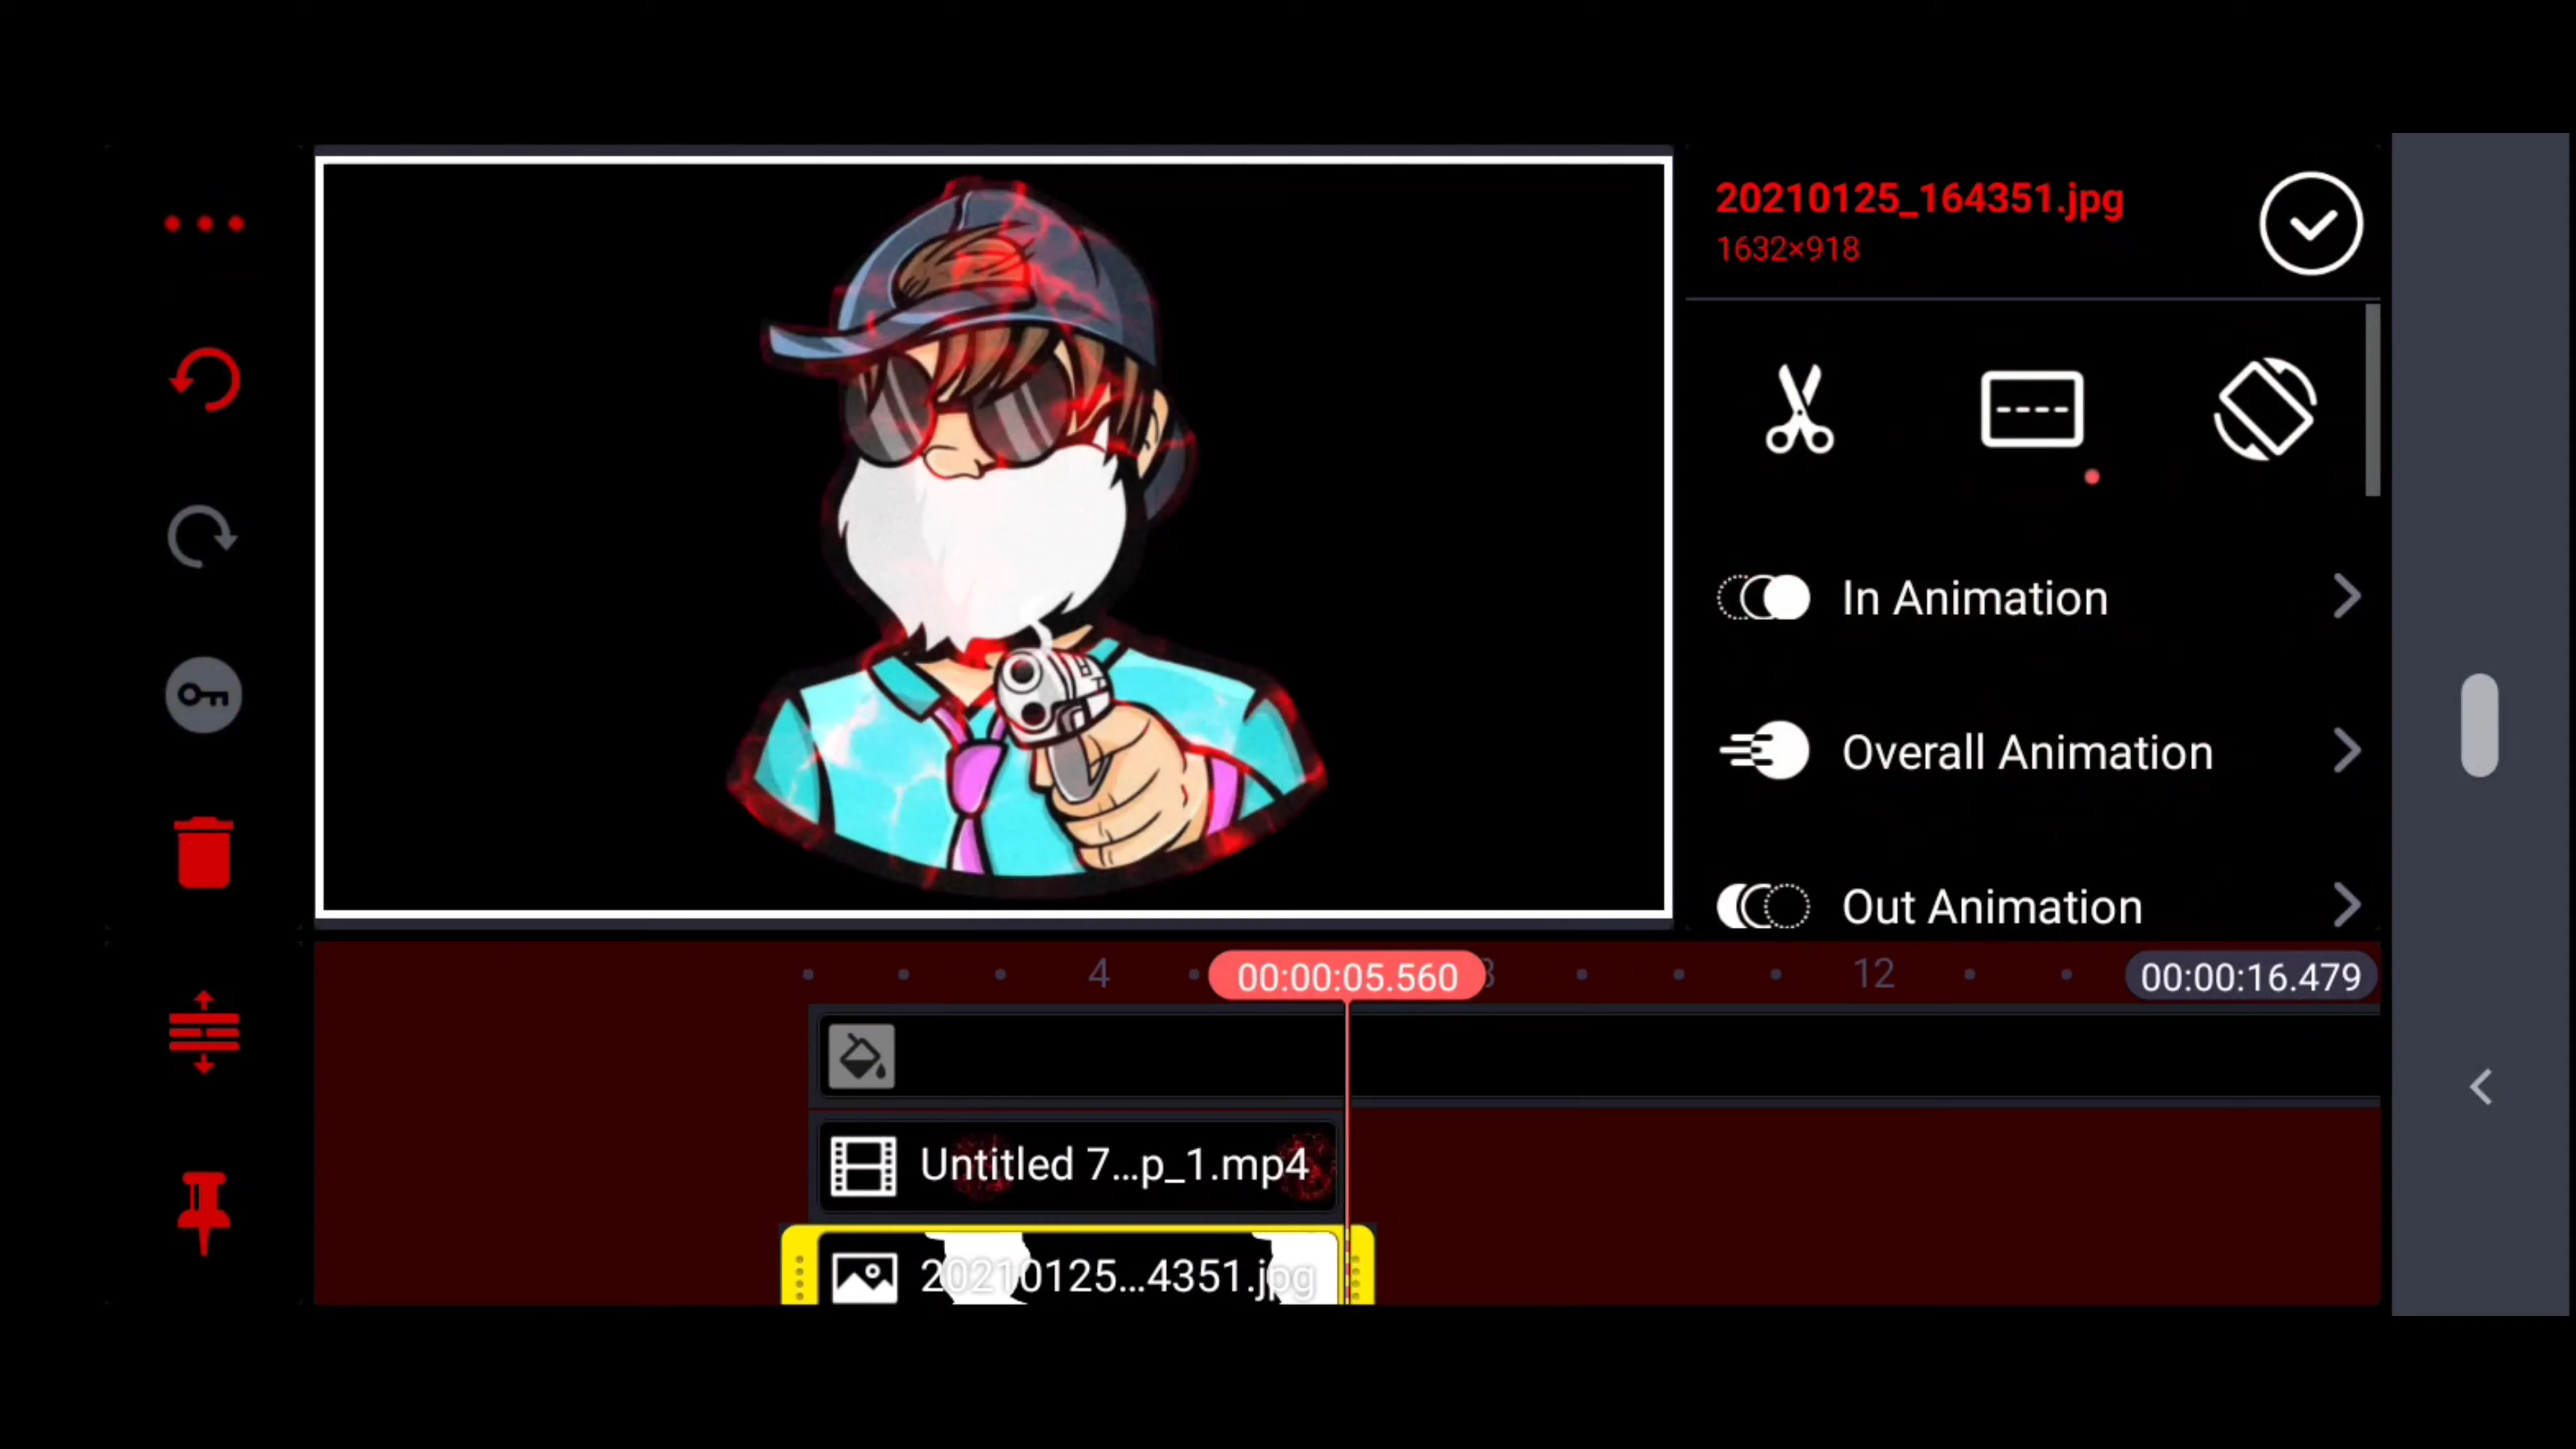 20210125_164351.jpg
1632×918
In Animation
Overall Animation
Out Animation
4
00:00:05.560
12
00:00:16.479
Untitled 7...p_1.mp4
20210125...4351.jpg